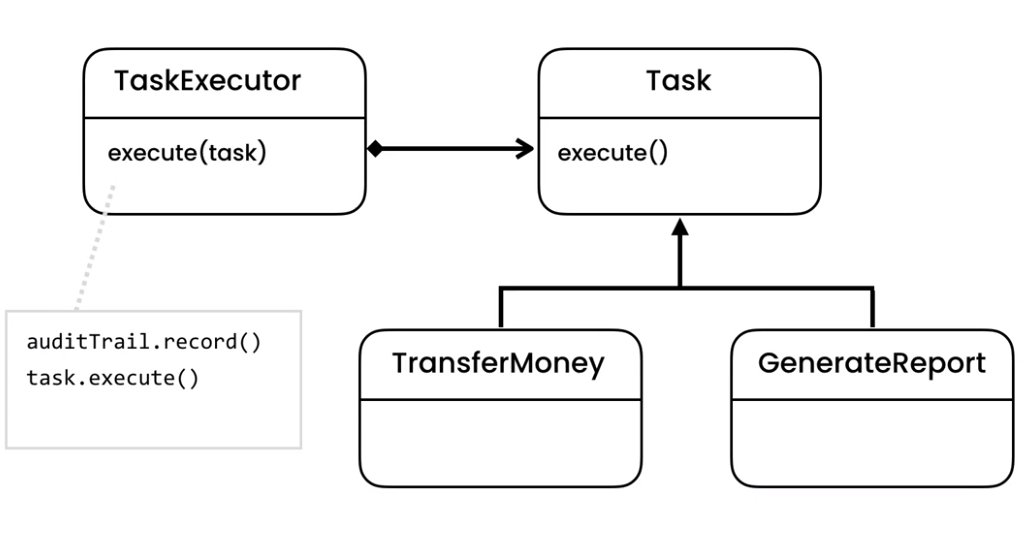 TaskExecutor
execute(task)
Task
execute()
auditTrail.record()
task.execute()
TransferMoney
GenerateReport